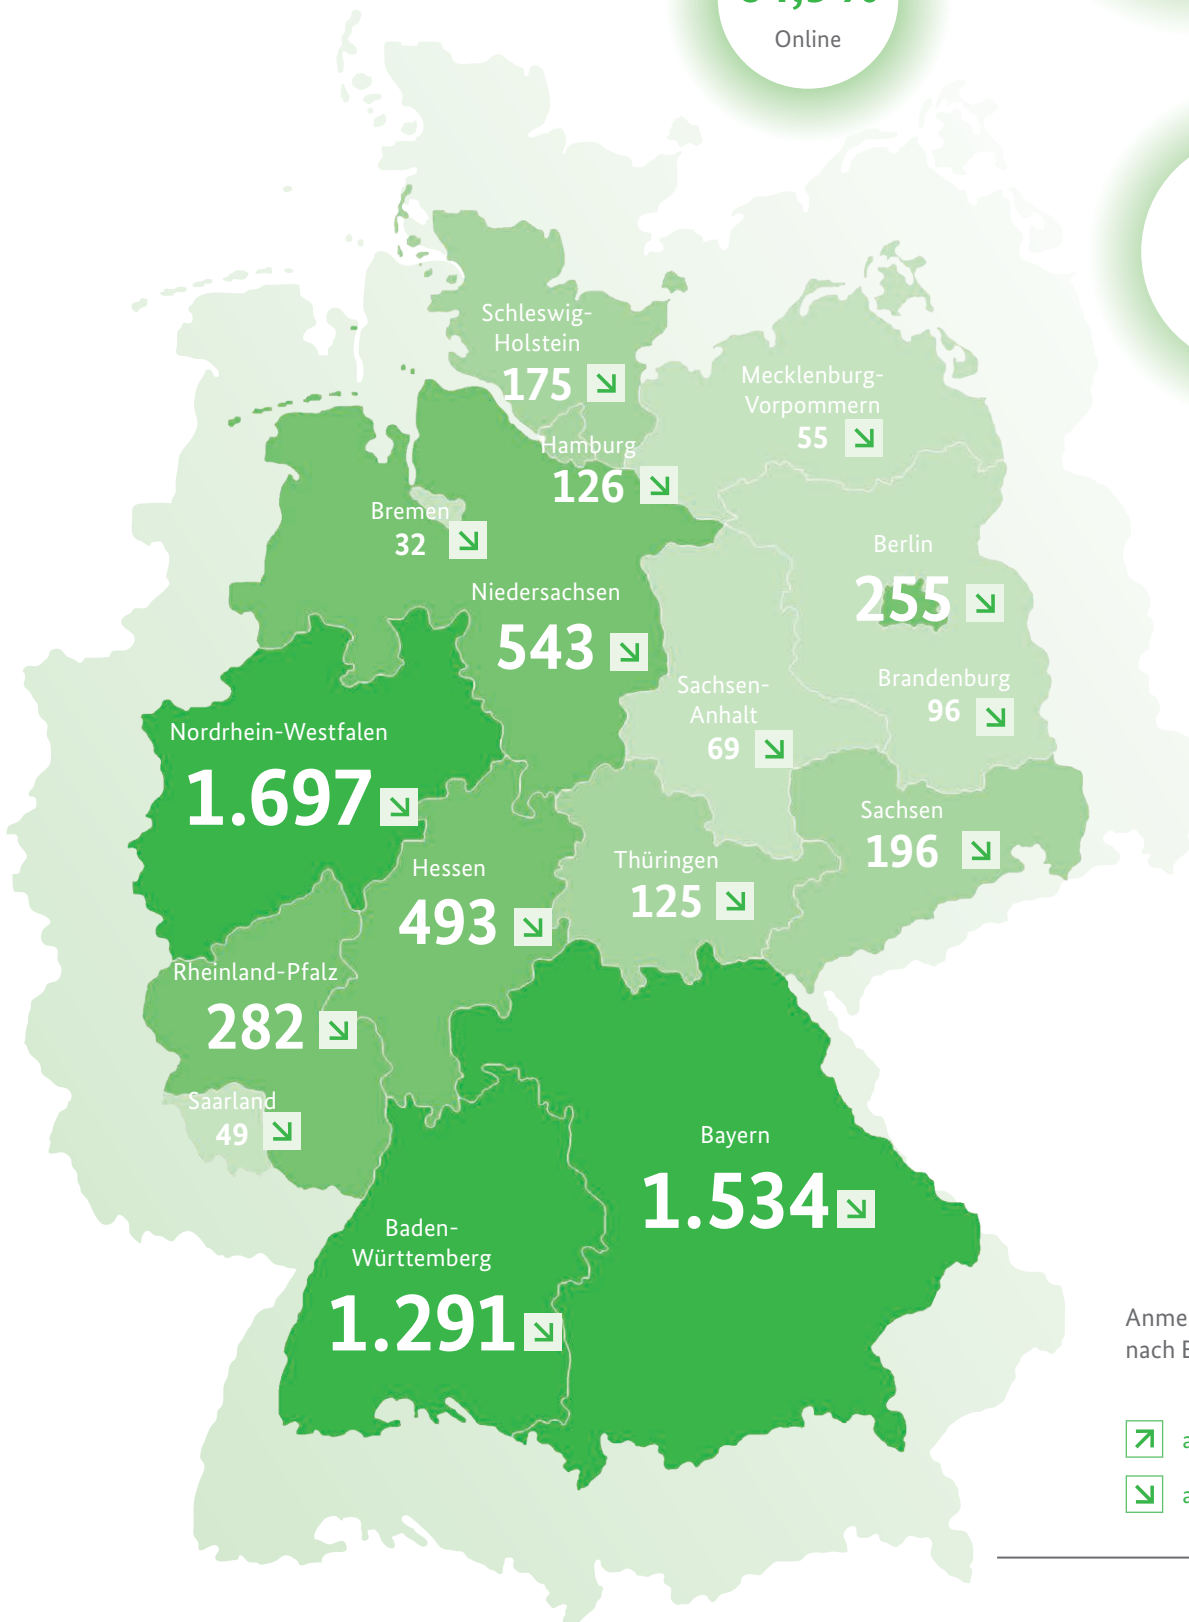 Online
Schleswig-
Holstein
175
Mecklenburg-
Vorpommern
55
Hamburg
126
Bremen
32
Berlin
255
Niedersachsen
543
Brandenburg
96
Sachsen-
Anhalt
69
Nordrhein-Westfalen
1.697
Sachsen
196
Hessen
493
Thüringen
125
Rheinland-Pfalz
282
Saarland
49
Bayern
1.534
Baden-
Württemberg
1.291
Anme
nach